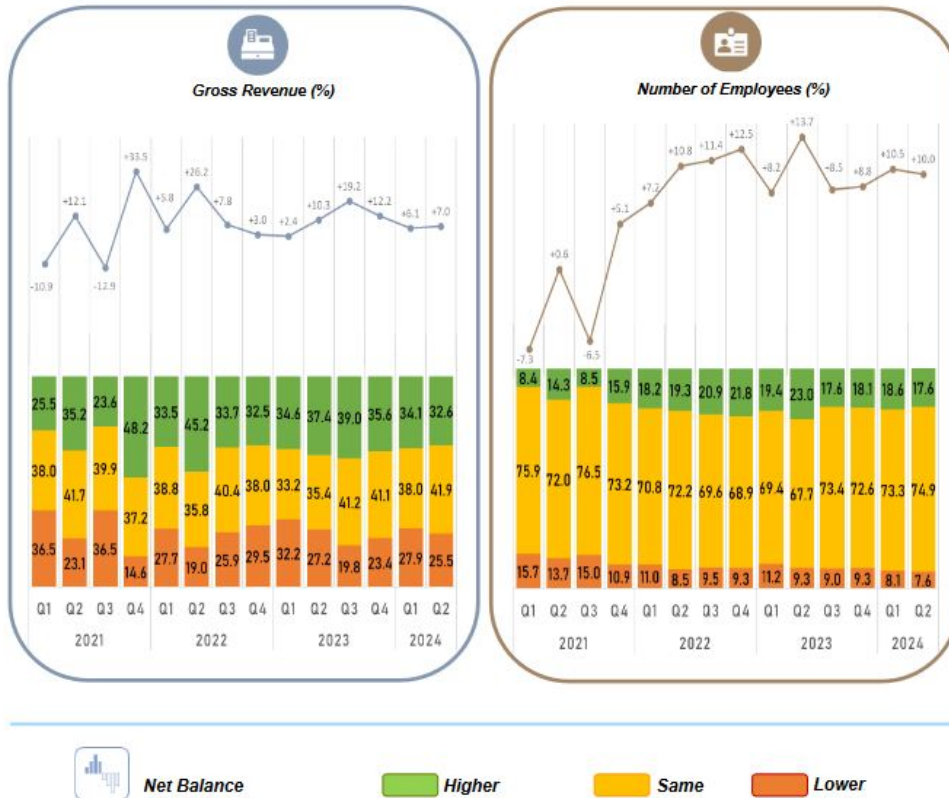 Gross Revenue (%)
-10.9 +12.1 -12.9 +33.5 +5.8 +26.2 +7.8 +3.0 +2.4 +10.3 +19.2 +12.2 +6.1 +7.0
25.5 35.2 23.6 48.2 33.5 45.2 33.7 32.5 34.6 37.4 39.0 35.6 34.1 32.6
38.0 41.7 39.9 37.2 38.8 35.8 40.4 38.0 33.2 35.4 41.2 41.1 38.0 41.9
36.5 23.1 36.5 14.6 27.7 19.0 25.9 29.5 32.2 27.2 19.8 23.4 27.9 25.5
Q1 Q2 Q3 Q4 Q1 Q2 Q3 Q4 Q1 Q2 Q3 Q4 Q1 Q2
2021 2022 2023 2024
Number of Employees (%)
-7.3 +0.6 -6.5 +5.1 +7.2 +10.8 +11.4 +12.5 +8.2 +13.7 +8.5 +8.8 +10.5 +10.0
8.4 14.3 8.5 15.9 18.2 19.3 20.9 21.8 19.4 23.0 17.6 18.1 18.6 17.6
75.9 72.0 76.5 73.2 70.8 72.2 69.6 68.9 69.4 67.7 73.4 72.6 73.3 74.9
15.7 13.7 15.0 10.9 11.0 8.5 9.5 9.3 11.2 9.3 9.0 9.3 8.1 7.6
Q1 Q2 Q3 Q4 Q1 Q2 Q3 Q4 Q1 Q2 Q3 Q4 Q1 Q2
2021 2022 2023 2024
Net Balance Higher Same Lower